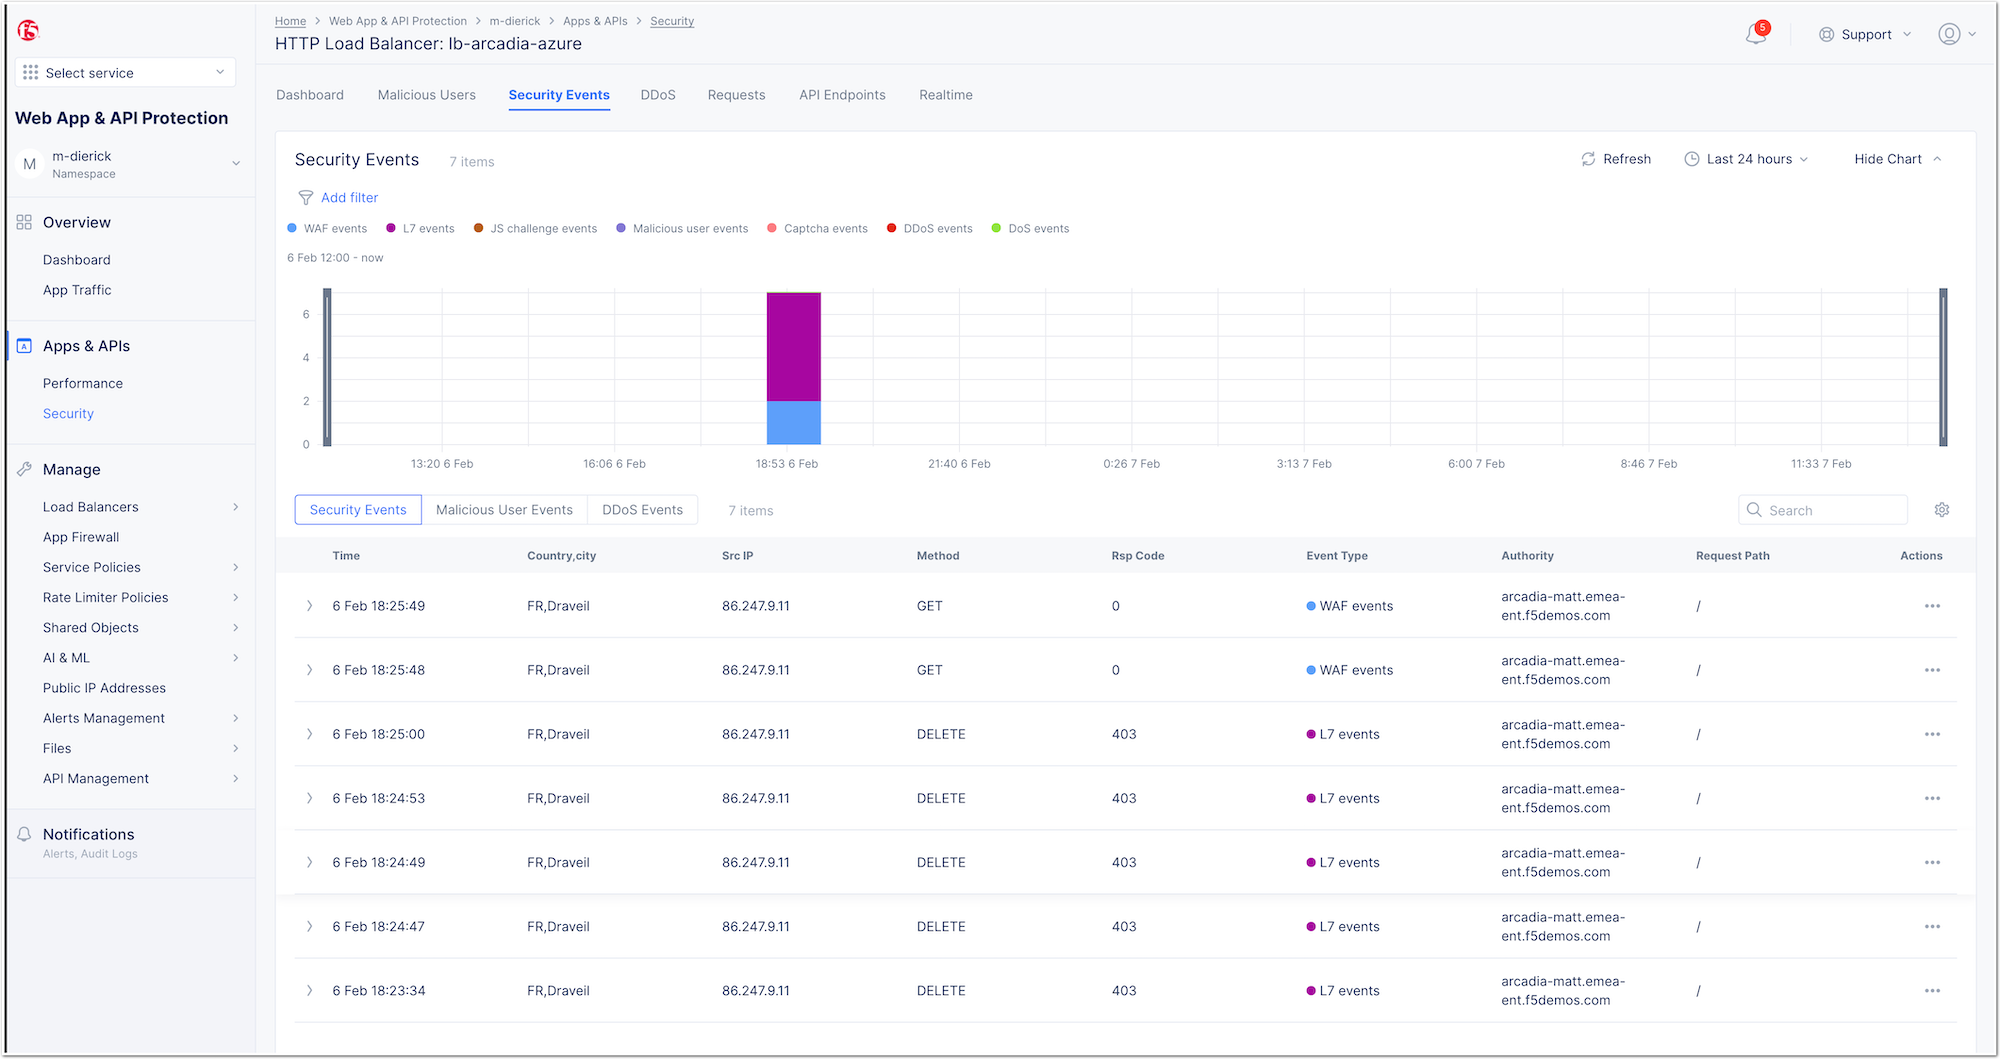 f5
Select service
Web App & API Protection
M
m-dierick
Namespace
Overview
Dashboard
App Traffic
Apps & APIs
Performance
Security
Manage
Load Balancers
App Firewall
Service Policies
Rate Limiter Policies
Shared Objects
AI & ML
Public IP Addresses
Alerts Management
Files
API Management
Notifications
Alerts, Audit Logs
Home > Web App & API Protection > m-dierick > Apps & APIs > Security
HTTP Load Balancer: lb-arcadia-azure
5
Support
Dashboard Malicious Users Security Events DDoS Requests API Endpoints Realtime
Security Events 7 items
Refresh Last 24 hours Hide Chart
Add filter
WAF events L7 events JS challenge events Malicious user events Captcha events DDoS events DoS events
6 Feb 12:00 - now
6
4
2
0
13:20 6 Feb 16:06 6 Feb 18:53 6 Feb 21:40 6 Feb 0:26 7 Feb 3:13 7 Feb 6:00 7 Feb 8:46 7 Feb 11:33 7 Feb
Security Events Malicious User Events DDoS Events 7 items Search
Time Country,city Src IP Method Rsp Code Event Type Authority Request Path Actions
6 Feb 18:25:49 FR,Draveil 86.247.9.11 GET 0 WAF events arcadia-matt.emea- /
ent.f5demos.com
6 Feb 18:25:48 FR,Draveil 86.247.9.11 GET 0 WAF events arcadia-matt.emea- /
ent.f5demos.com
6 Feb 18:25:00 FR,Draveil 86.247.9.11 DELETE 403 L7 events arcadia-matt.emea- /
ent.f5demos.com
6 Feb 18:24:53 FR,Draveil 86.247.9.11 DELETE 403 L7 events arcadia-matt.emea- /
ent.f5demos.com
6 Feb 18:24:49 FR,Draveil 86.247.9.11 DELETE 403 L7 events arcadia-matt.emea- /
ent.f5demos.com
6 Feb 18:24:47 FR,Draveil 86.247.9.11 DELETE 403 L7 events arcadia-matt.emea- /
ent.f5demos.com
6 Feb 18:23:34 FR,Draveil 86.247.9.11 DELETE 403 L7 events arcadia-matt.emea- /
ent.f5demos.com